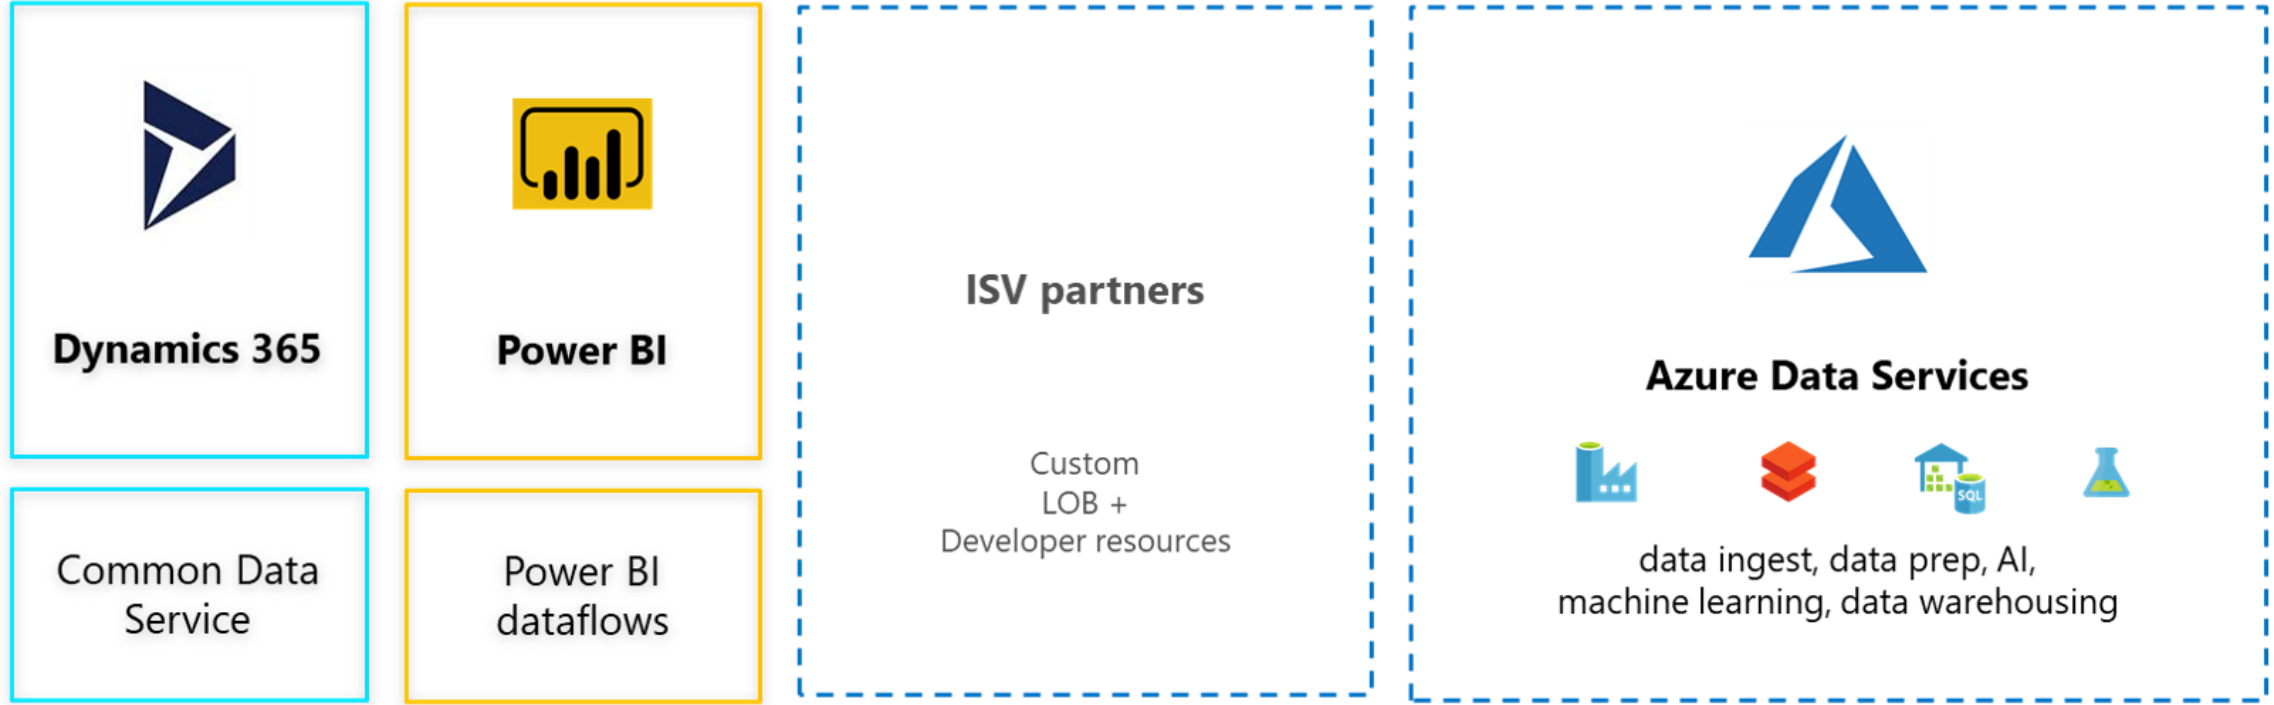 Dynamics 365
Common Data
Service
Power BI
Power BI
dataflows
ISV partners
Custom
LOB +
Developer resources
Azure Data Services
SQL
data ingest, data prep, AI,
machine learning, data warehousing